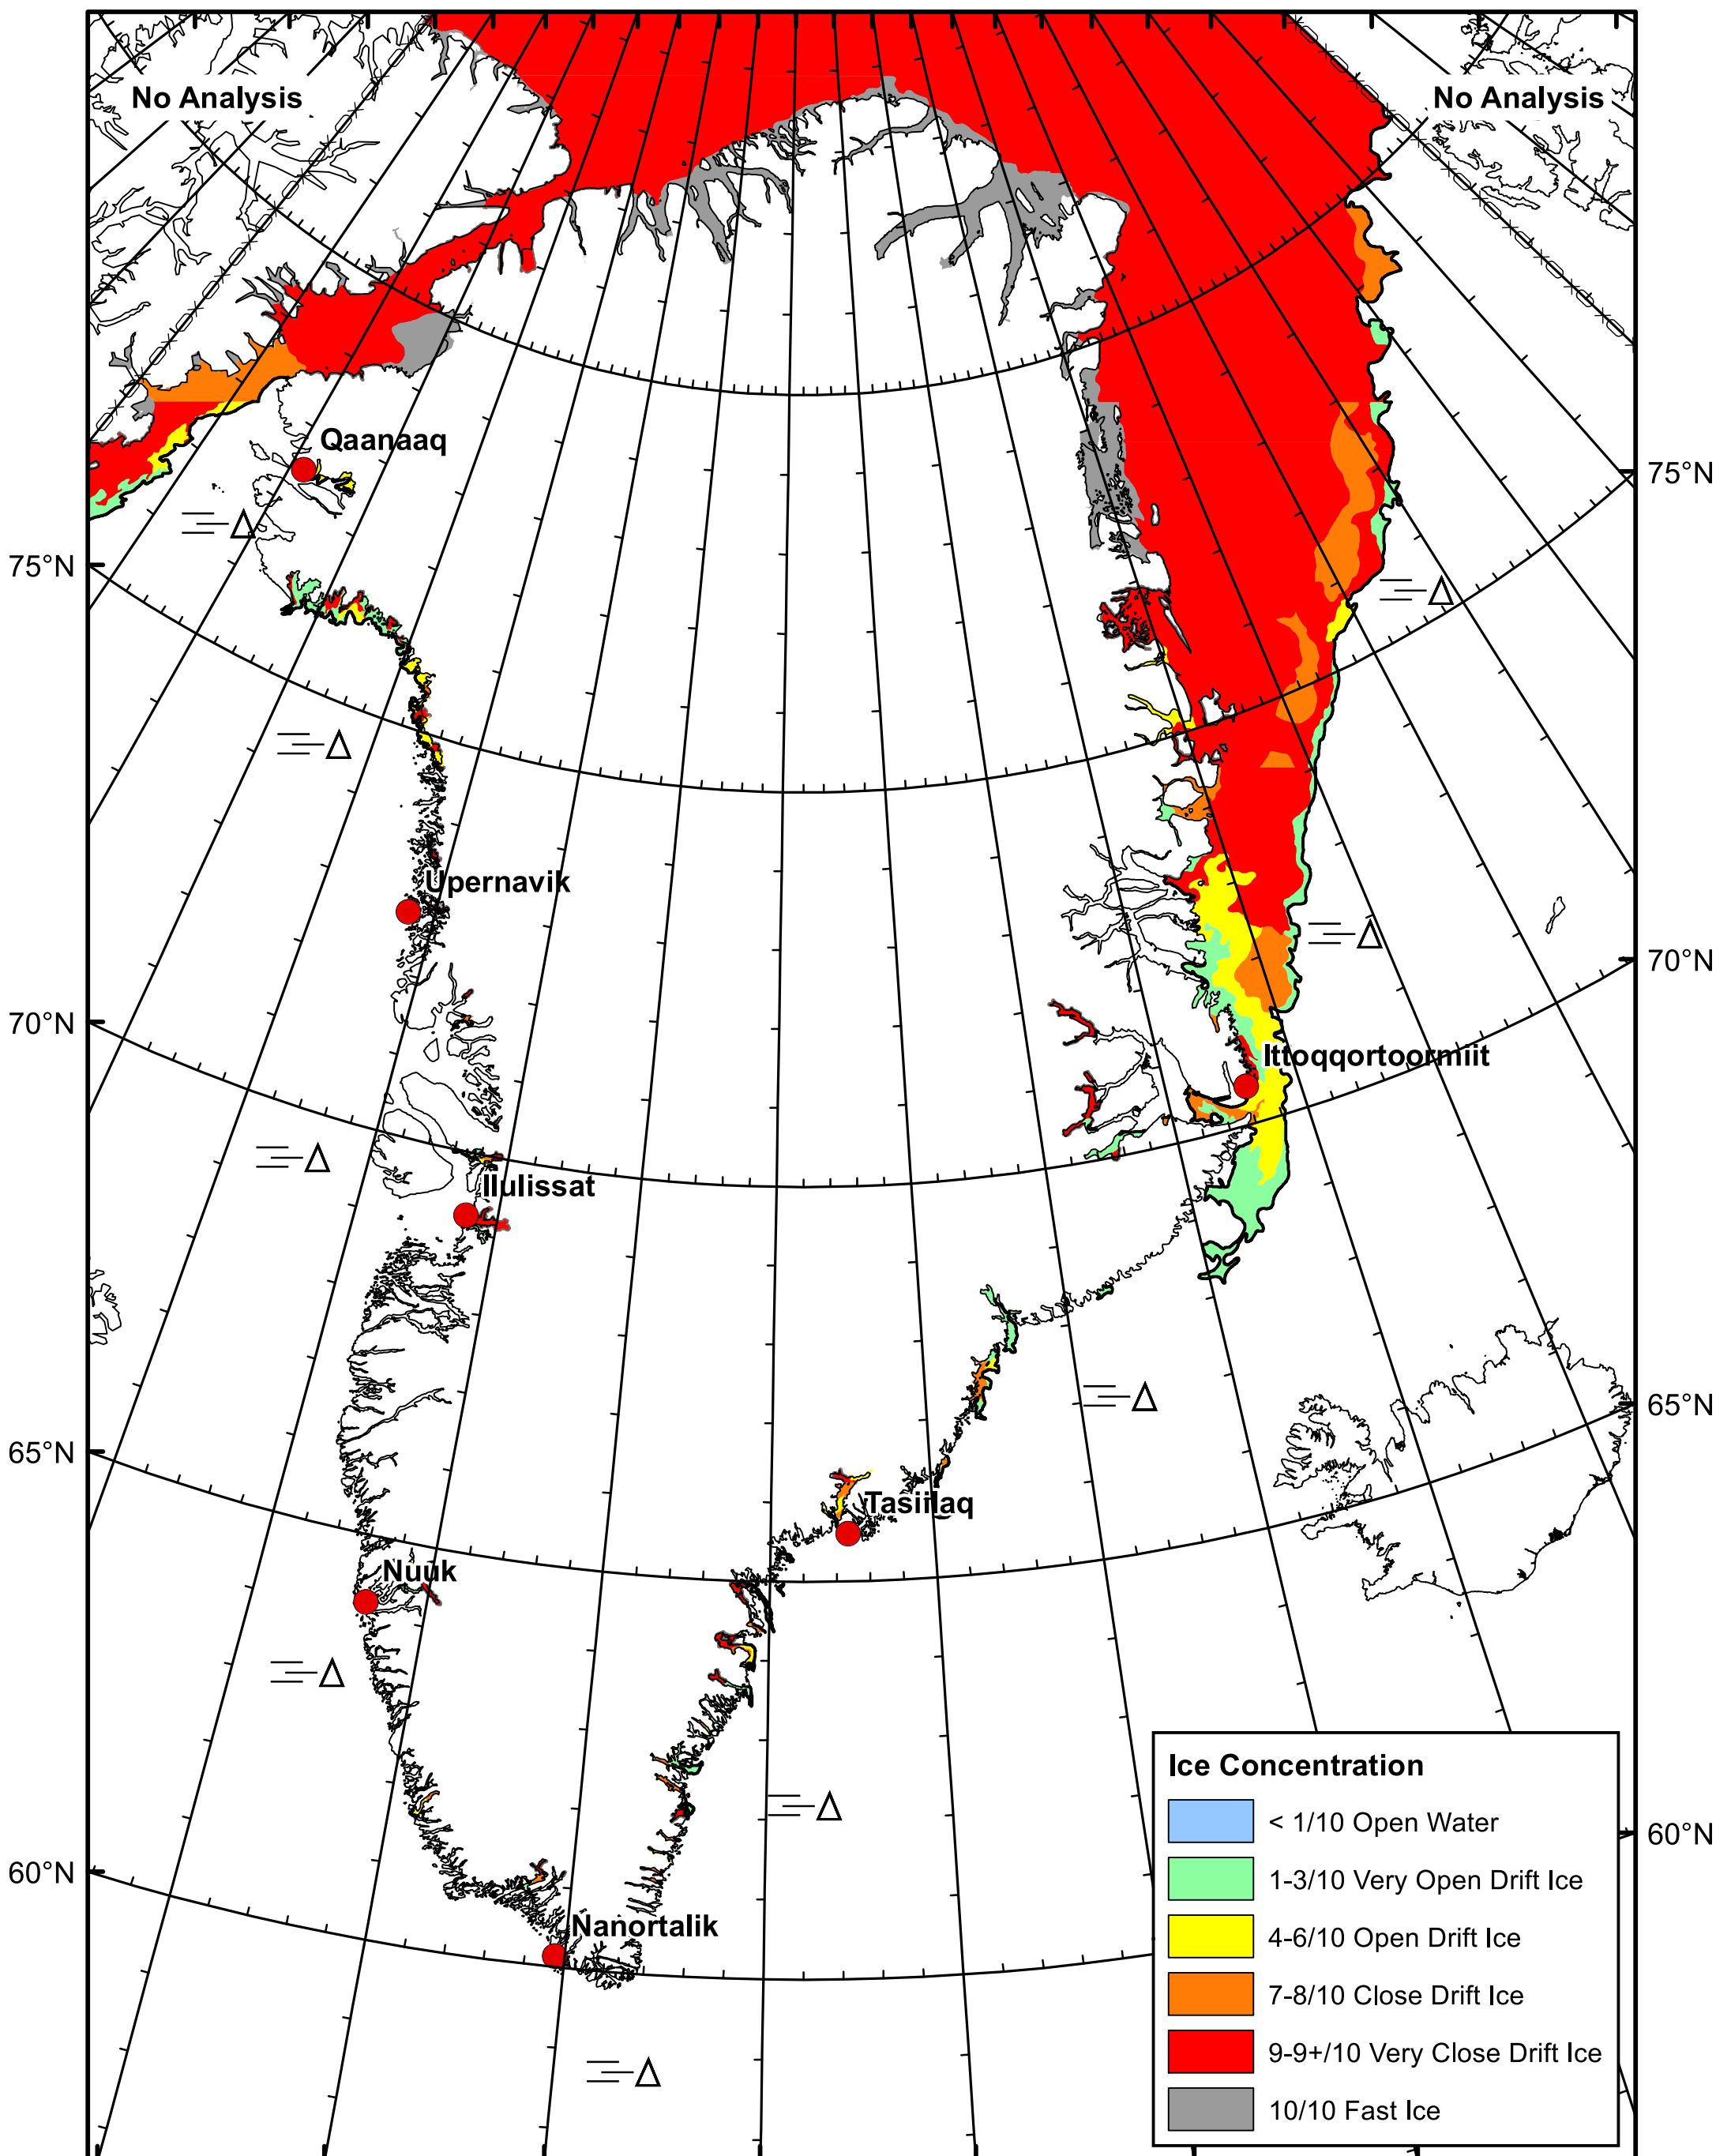 No Analysis
No Analysis
Qaanaaq
75°N
75°N
Upernavik
70°N
70°N
Ittoqqortoormiit
Ilulissat
65°N
65°N
Tasiilaq
Nuuk
60°N
60°N
Nanortalik
Ice Concentration
< 1/10 Open Water
1-3/10 Very Open Drift Ice
4-6/10 Open Drift Ice
7-8/10 Close Drift Ice
9-9+/10 Very Close Drift Ice
10/10 Fast Ice